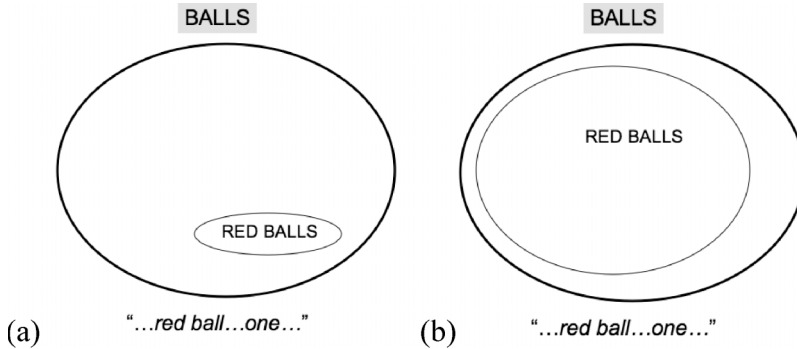 BALLS
RED BALLS
(a)
“...red ball...one...”
BALLS
RED BALLS
(b)
“...red ball...one...”